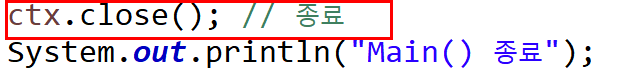 ctx.close(); // 종료
System.out.println("Main() 종료");